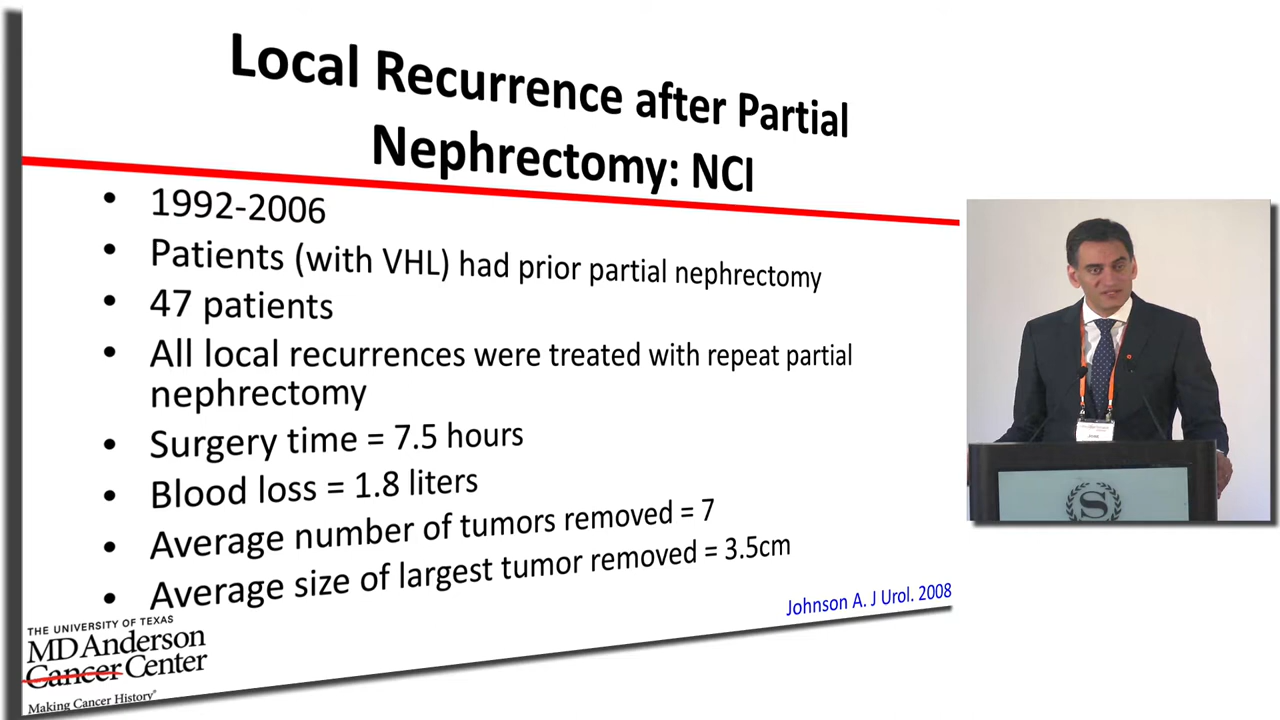 Local Recurrence after Partial
Nephrectomy: NCI
• 1992-2006
• Patients (with VHL) had prior partial nephrectomy
• 47 patients
• All local recurrences were treated with repeat partial
nephrectomy
• Surgery time = 7.5 hours
• Blood loss = 1.8 liters
• Average number of tumors removed = 7
• Average size of largest tumor removed = 3.5cm
Johnson A. J Urol. 2008
THE UNIVERSITY OF TEXAS
MD Anderson
Cancer Center
Making Cancer History®
S